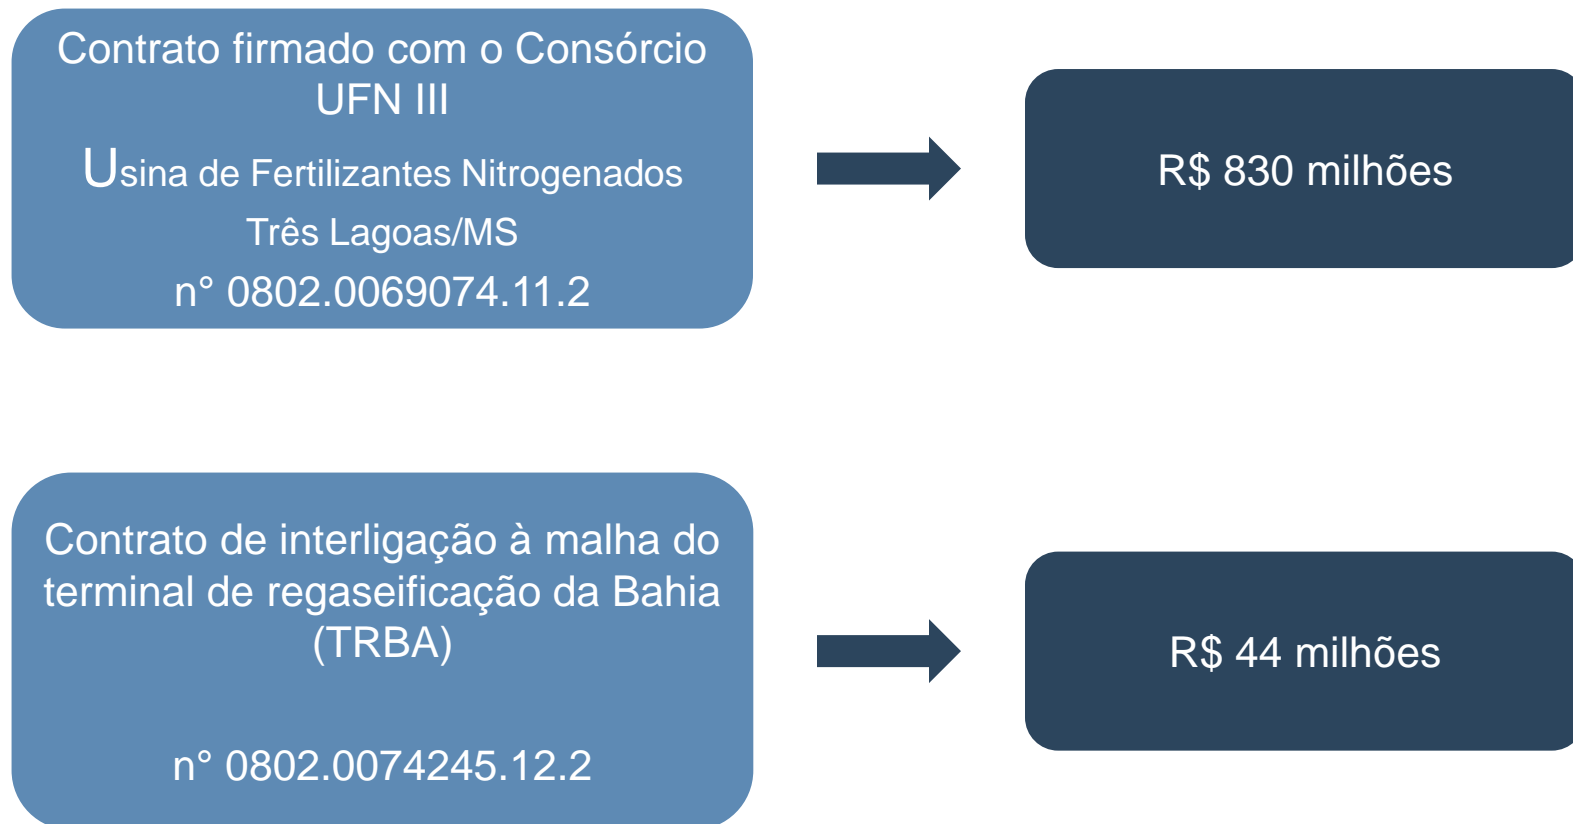 Contrato firmado com o Consórcio
UFN III
Usina de Fertilizantes Nitrogenados
Três Lagoas/MS
n° 0802.0069074.11.2
R$ 830 milhões
Contrato de interligação à malha do
terminal de regaseificação da Bahia
(TRBA)
n° 0802.0074245.12.2
R$ 44 milhões